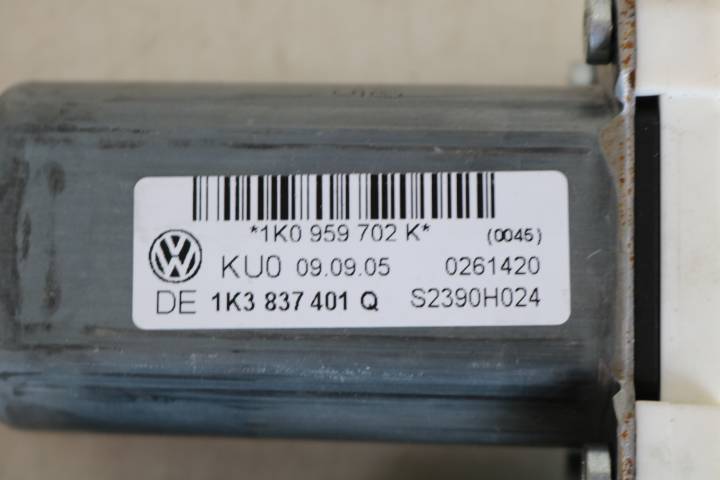 *1K0 959 702 K* (0045)
KU0 09.09.05 0261420
DE 1K3 837 401 Q S2390H024